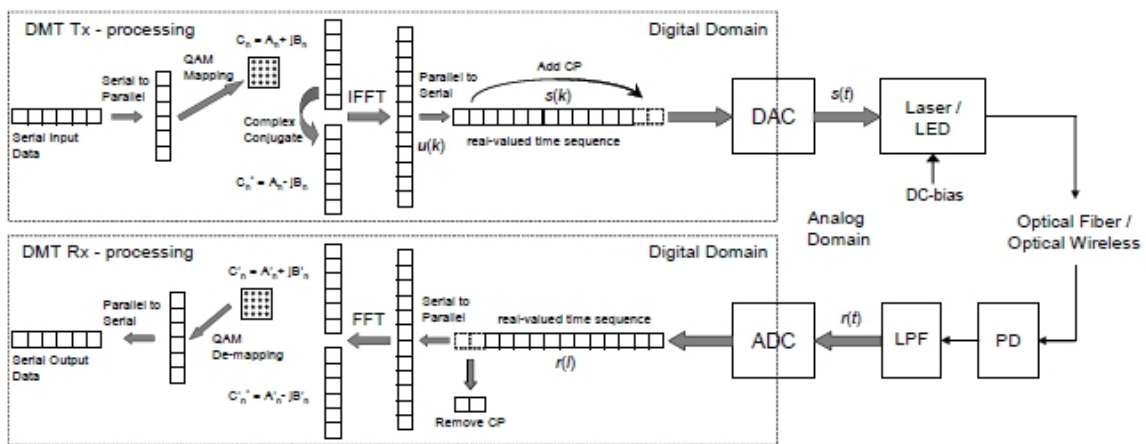 DMT Tx - processing
Digital Domain
Cₙ = Aₙ + jBₙ
QAM
Mapping
Serial to
Parallel
Serial Input
Data
Complex
Conjugate
Cₙ* = Aₙ - jBₙ
IFFT
Parallel to
Serial
u(k)
Add CP
s(k)
real-valued time sequence
DAC
s(t)
Laser /
LED
DC-bias
Analog
Domain
Optical Fiber /
Optical Wireless
DMT Rx - processing
Digital Domain
C'ₙ = A'ₙ + jB'ₙ
Parallel to
Serial
QAM
De-mapping
Serial Output
Data
C'ₙ* = A'ₙ - jB'ₙ
FFT
Serial to
Parallel
real-valued time sequence
r(l)
Remove CP
ADC
r(t)
LPF
PD